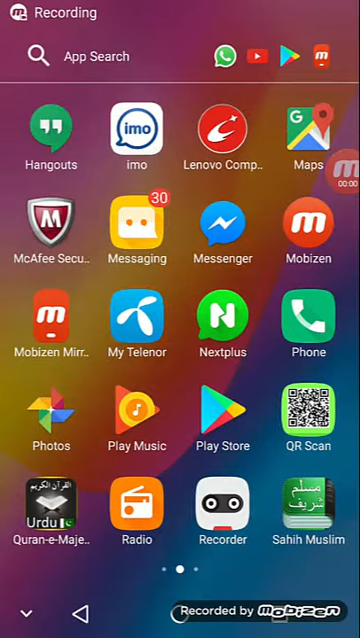 Recording
App Search
Hangouts
imo
imo
Lenovo Comp..
G
Maps
00:00
M
McAfee Secu..
30
Messaging
Messenger
m
Mobizen
m
Mobizen Mirr..
My Telenor
N
Nextplus
Phone
Photos
Play Music
Play Store
QR Scan
القرآن الكريم
Urdu
Quran-e-Maje..
Radio
Recorder
مسلم
شریف
Sahih Muslim
Recorded by mobizen